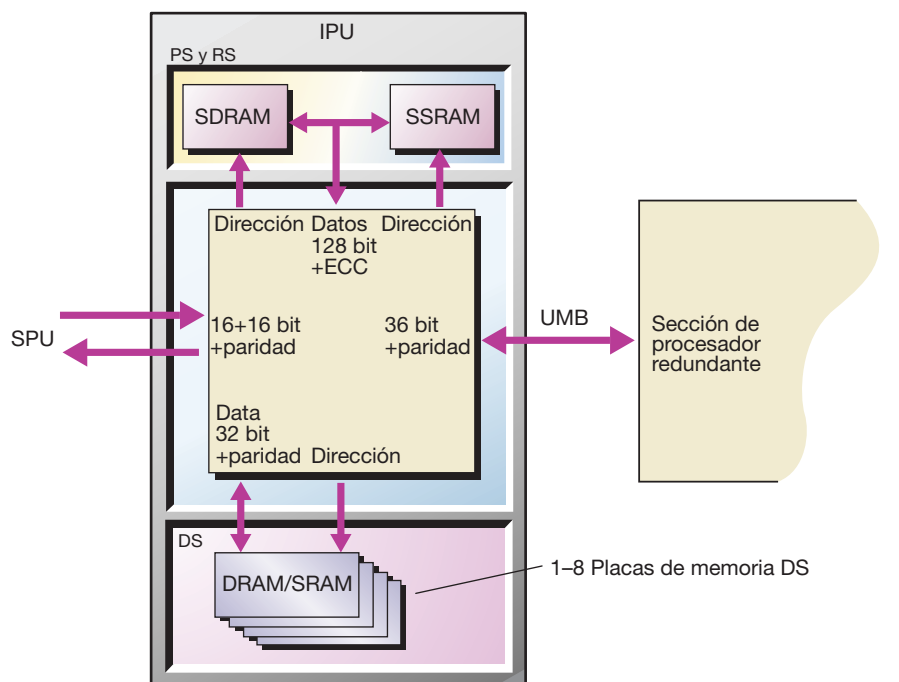 IPU
PS y RS
SDRAM
SSRAM
Dirección Datos Dirección
128 bit
+ECC
16+16 bit
+paridad
36 bit
+paridad
SPU
UMB
Sección de
procesador
redundante
Data
32 bit
+paridad Dirección
DS
DRAM/SRAM
1–8 Placas de memoria DS